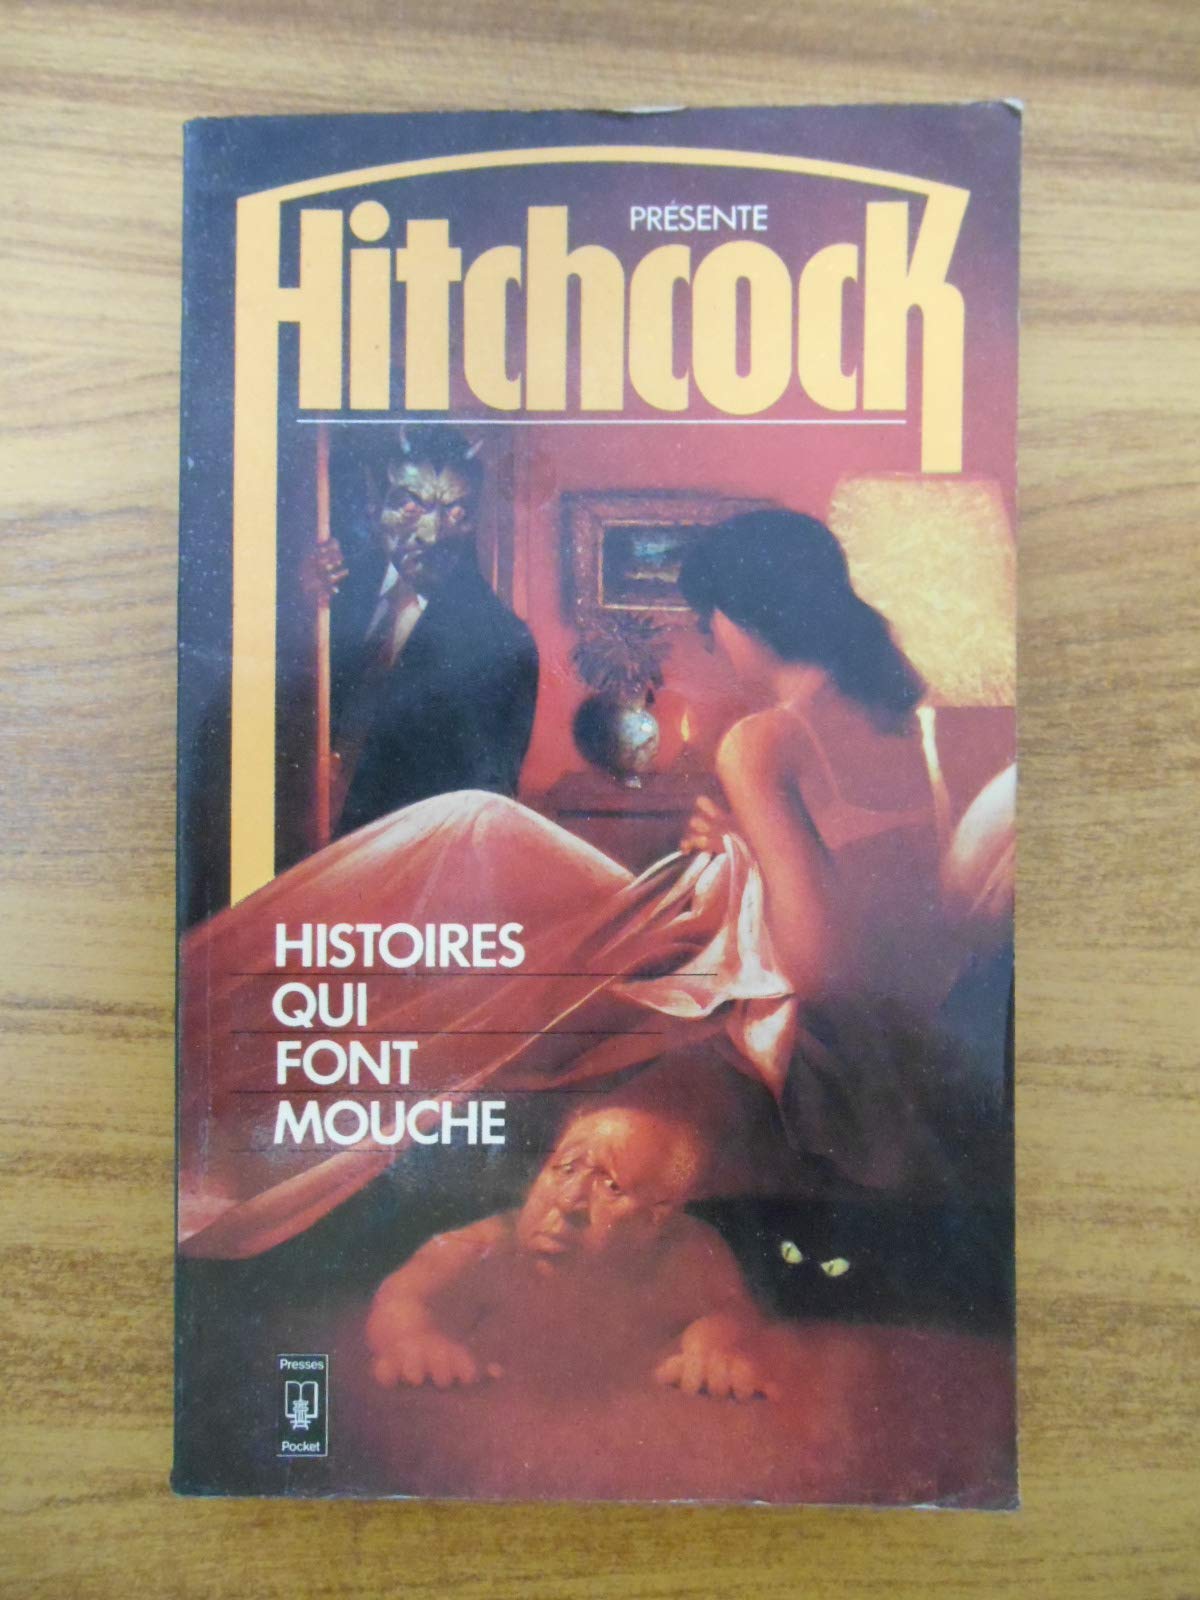 PRÉSENTE
Hitchcock
HISTOIRES
QUI
FONT
MOUCHE
Presses
Pocket